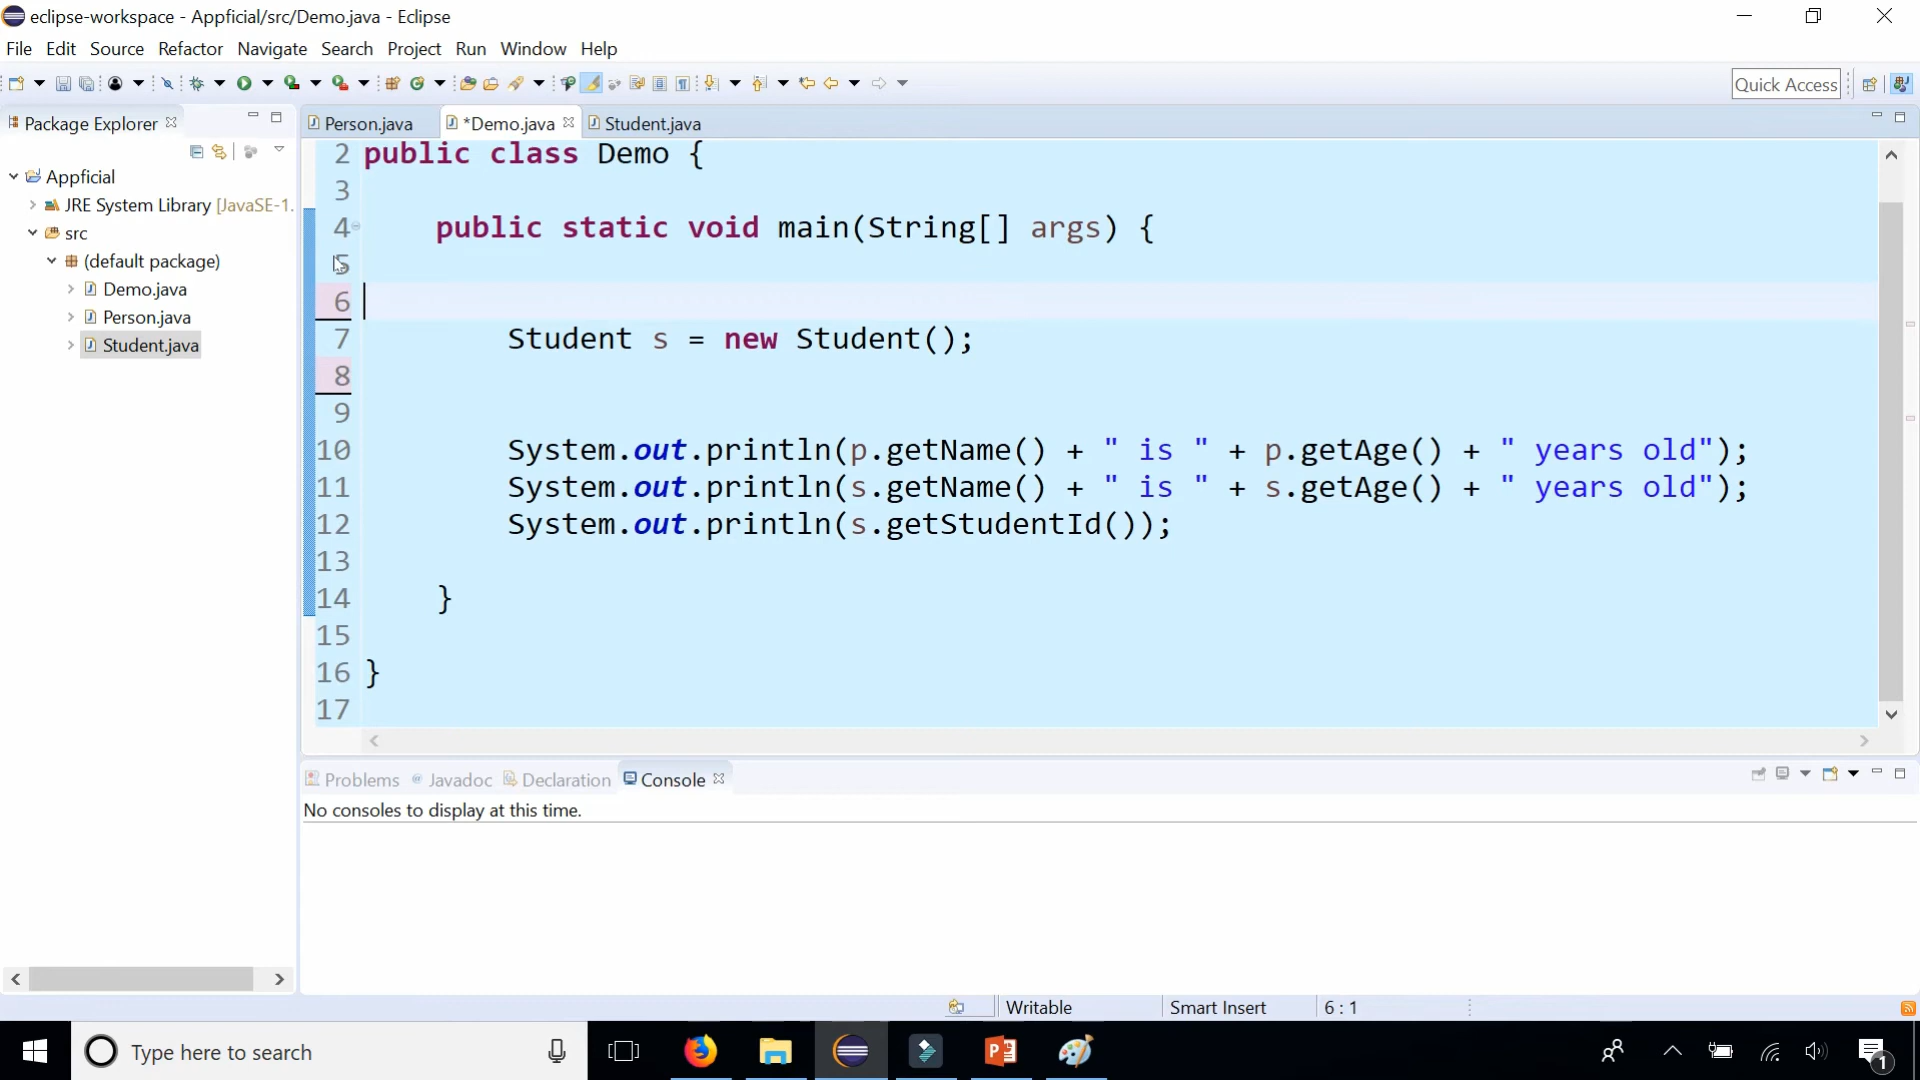 eclipse-workspace - Appficial/src/Demo.java - Eclipse
File Edit Source Refactor Navigate Search Project Run Window Help
Quick Access
Package Explorer
Person.java *Demo.java Student.java
Appficial
JRE System Library [JavaSE-1.
src
(default package)
Demo.java
Person.java
Student.java
2 public class Demo {
3
4 public static void main(String[] args) {
5
6
7 Student s = new Student();
8
9
10 System.out.println(p.getName() + " is " + p.getAge() + " years old");
11 System.out.println(s.getName() + " is " + s.getAge() + " years old");
12 System.out.println(s.getStudentId());
13
14 }
15
16 }
17
Problems Javadoc Declaration Console
No consoles to display at this time.
Writable Smart Insert 6 : 1
Type here to search
1